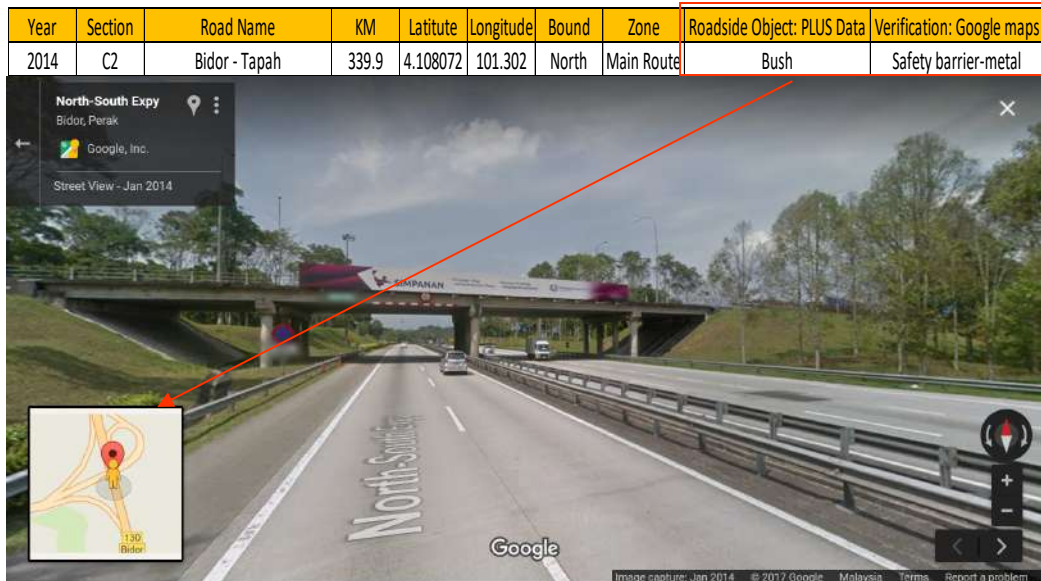 Year Section Road Name KM Latitute Longitude Bound Zone Roadside Object: PLUS Data Verification: Google maps
2014 C2 Bidor - Tapah 339.9 4.108072 101.302 North Main Route Bush Safety barrier-metal
North-South Expy
Bidor, Perak
Google, Inc.
Street View - Jan 2014
SIMPANAN
North-South Expy
130
Bidor
Google
Image capture: Jan 2014 © 2017 Google Malaysia Terms Report a problem